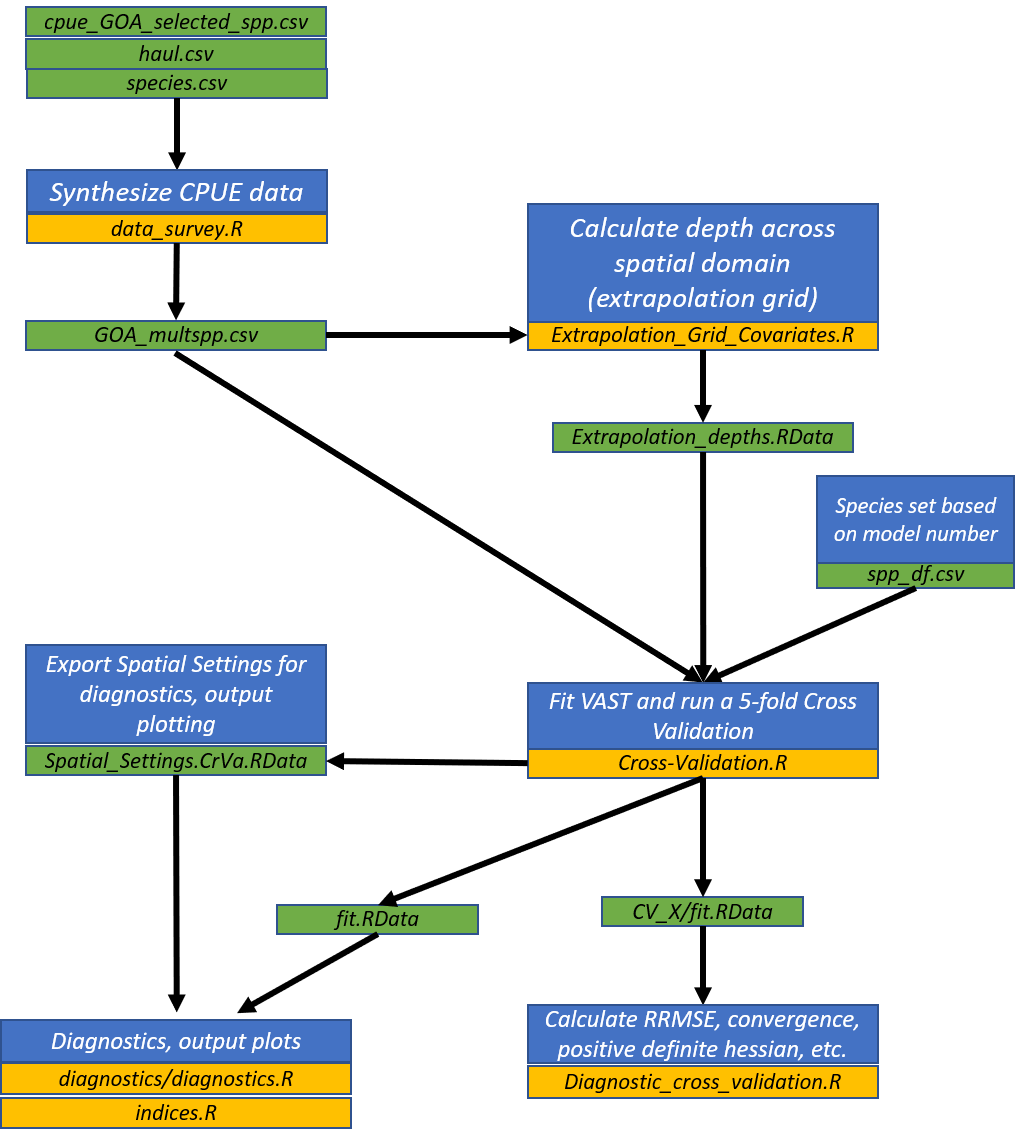 cpue_GOA_selected_spp.csv
haul.csv
species.csv
Synthesize CPUE data
data_survey.R
GOA_multspp.csv
Calculate depth across
spatial domain
(extrapolation grid)
Extrapolation_Grid_Covariates.R
Extrapolation_depths.RData
Species set based
on model number
spp_df.csv
Export Spatial Settings for
diagnostics, output
plotting
Spatial_Settings.CrVa.RData
Fit VAST and run a 5-fold Cross
Validation
Cross-Validation.R
fit.RData
CV_X/fit.RData
Diagnostics, output plots
diagnostics/diagnostics.R
indices.R
Calculate RRMSE, convergence,
positive definite hessian, etc.
Diagnostic_cross_validation.R